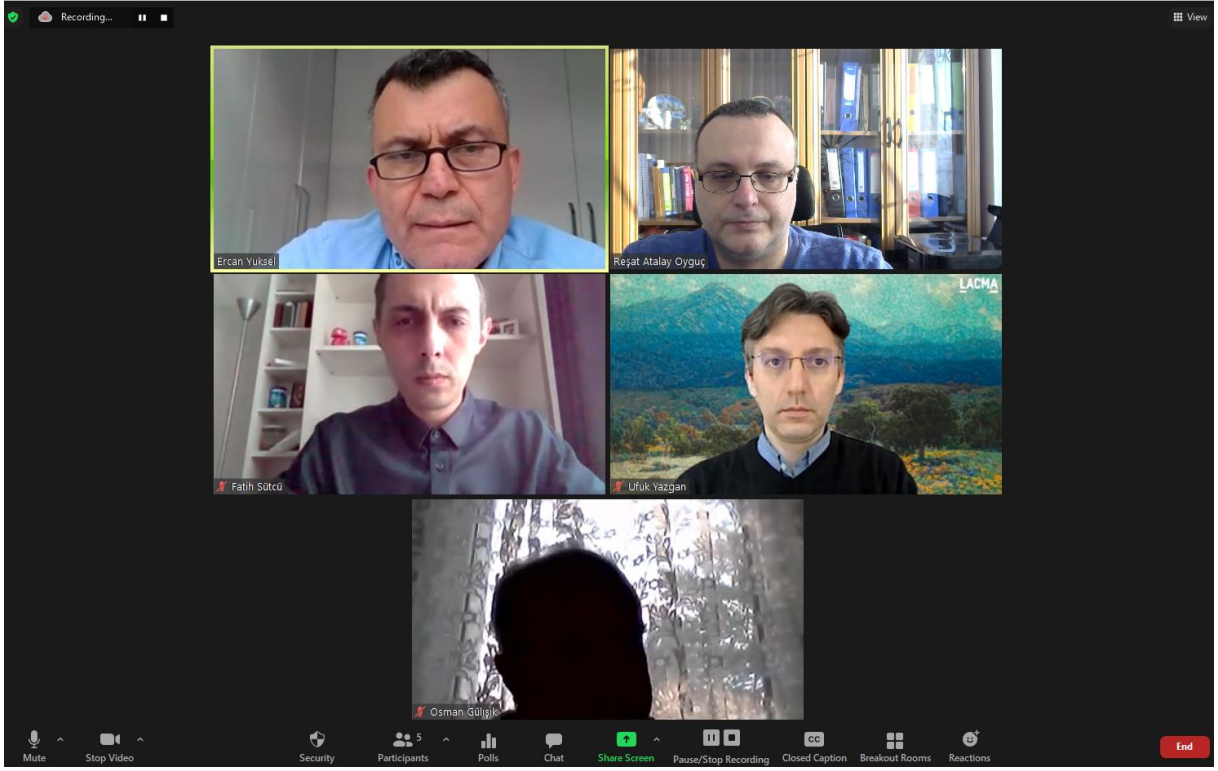 Recording...
View
Ercan Yuksel
Reşat Atalay Oyguç
LACMA
Fatih Sütcü
Ufuk Yazgan
Osman Gülışık
Mute
Stop Video
Security
5
Participants
Polls
Chat
Share Screen
Pause/Stop Recording
CC
Closed Caption
Breakout Rooms
Reactions
End